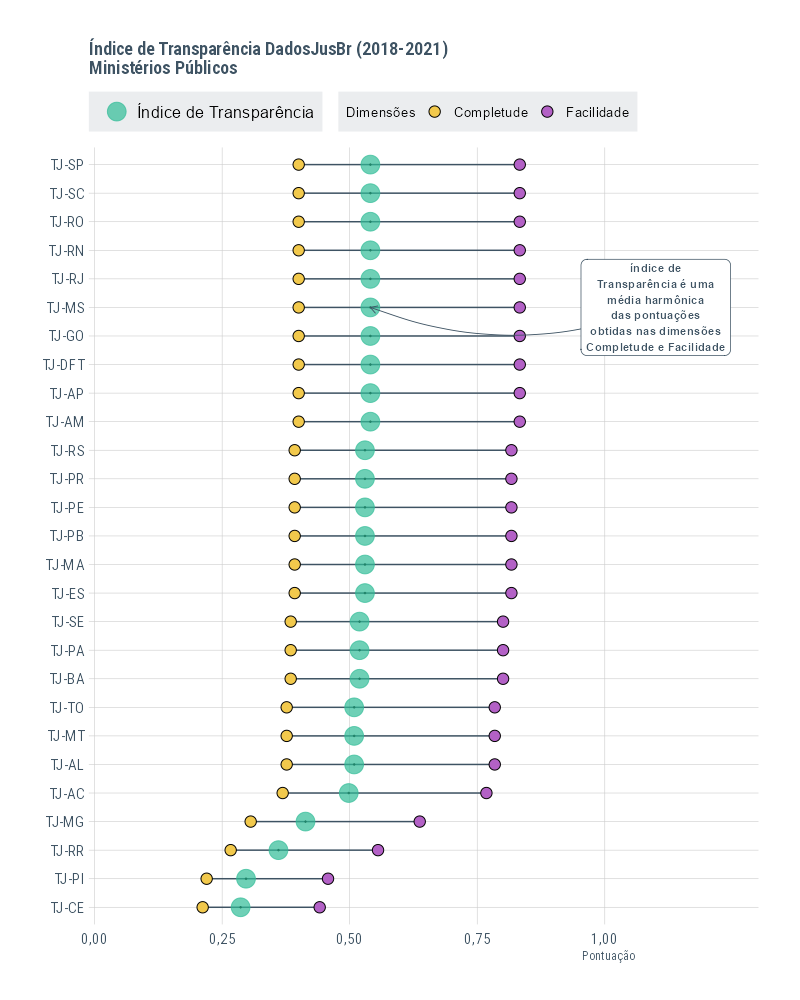 Índice de Transparência DadosJusBr (2018-2021)
Ministérios Públicos
Índice de Transparência
Dimensões Completude Facilidade
TJ-SP
TJ-SC
TJ-RO
TJ-RN
TJ-RJ
TJ-MS
TJ-GO
TJ-DFT
TJ-AP
TJ-AM
TJ-RS
TJ-PR
TJ-PE
TJ-PB
TJ-MA
TJ-ES
TJ-SE
TJ-PA
TJ-BA
TJ-TO
TJ-MT
TJ-AL
TJ-AC
TJ-MG
TJ-RR
TJ-PI
TJ-CE
Índice de
Transparência é uma
média harmônica
das pontuações
obtidas nas dimensões
Completude e Facilidade
0,00 0,25 0,50 0,75 1,00
Pontuação